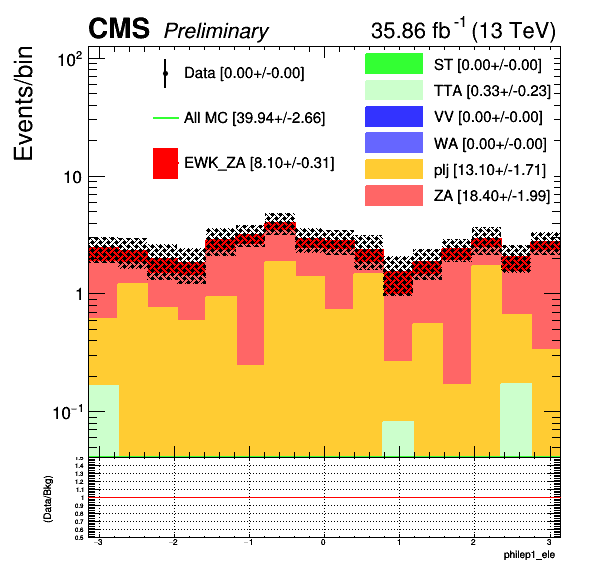 CMS Preliminary 35.86 fb⁻¹ (13 TeV)
Events/bin
10²
10
1
10⁻¹
Data [0.00+/-0.00]
All MC [39.94+/-2.66]
EWK_ZA [8.10+/-0.31]
ST [0.00+/-0.00]
TTA [0.33+/-0.23]
VV [0.00+/-0.00]
WA [0.00+/-0.00]
plj [13.10+/-1.71]
ZA [18.40+/-1.99]
(Data/Bkg)
1.5
1.4
1.3
1.2
1.1
1
0.9
0.8
0.7
0.6
0.5
−3 −2 −1 0 1 2 3
philep1_ele